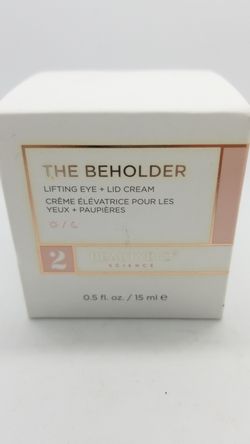 THE BEHOLDER
LIFTING EYE + LID CREAM
CRÈME ÉLÉVATRICE POUR LES
YEUX + PAUPIÈRES
/
2
SCIENCE
0.5 fl. oz. / 15 ml ℮